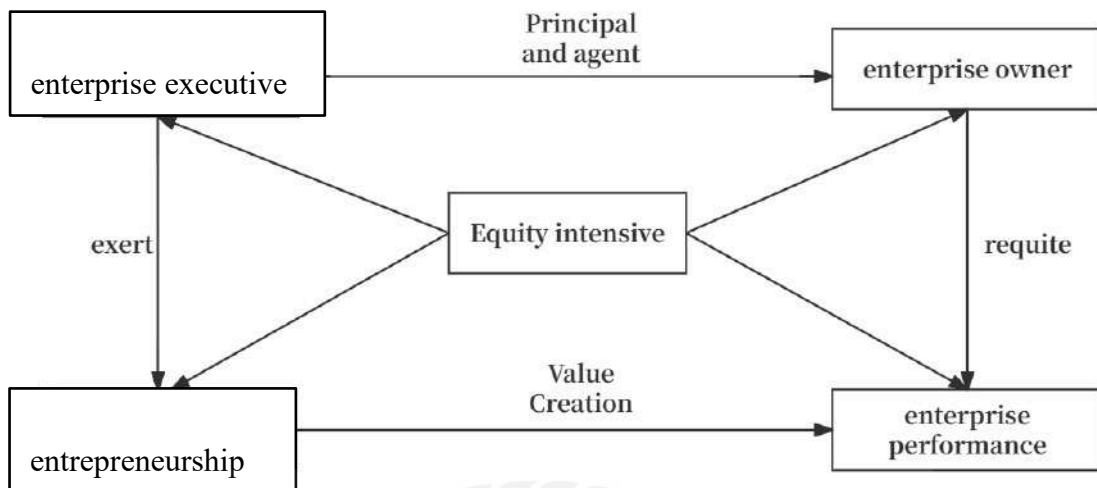 Principal
and agent
enterprise executive
enterprise owner
Equity intensive
exert
requite
Value
Creation
entrepreneurship
enterprise
performance